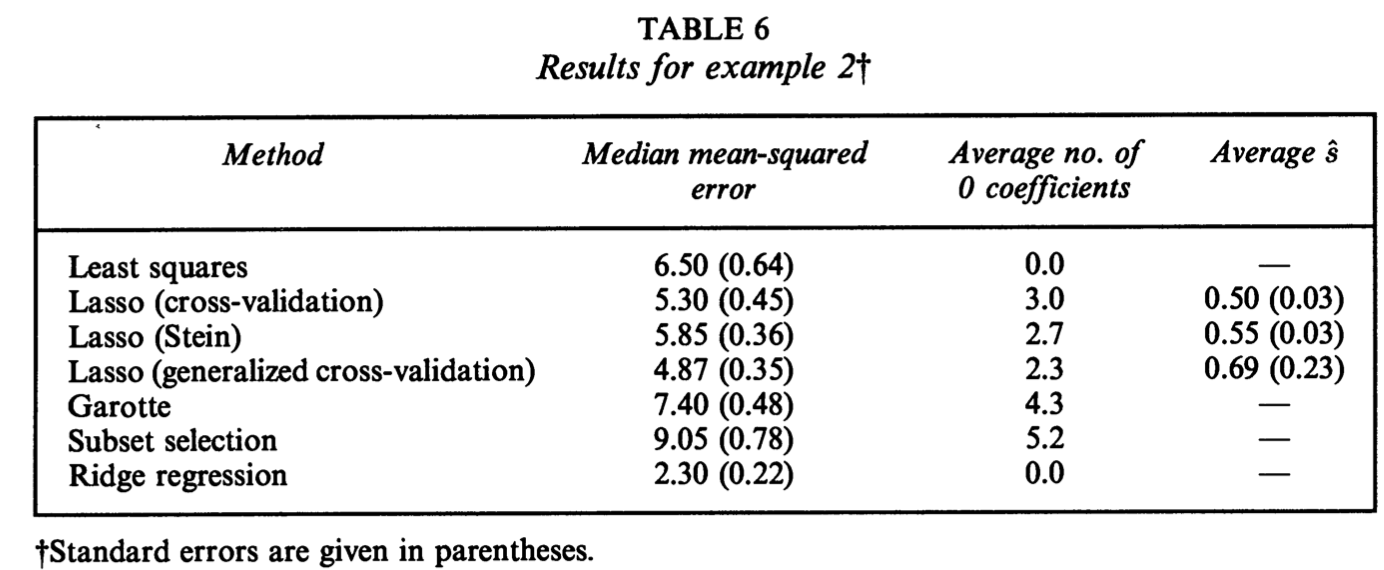 TABLE 6
Results for example 2†
Method Median mean-squared error Average no. of 0 coefficients Average ŝ
Least squares 6.50 (0.64) 0.0 —
Lasso (cross-validation) 5.30 (0.45) 3.0 0.50 (0.03)
Lasso (Stein) 5.85 (0.36) 2.7 0.55 (0.03)
Lasso (generalized cross-validation) 4.87 (0.35) 2.3 0.69 (0.23)
Garotte 7.40 (0.48) 4.3 —
Subset selection 9.05 (0.78) 5.2 —
Ridge regression 2.30 (0.22) 0.0 —
†Standard errors are given in parentheses.